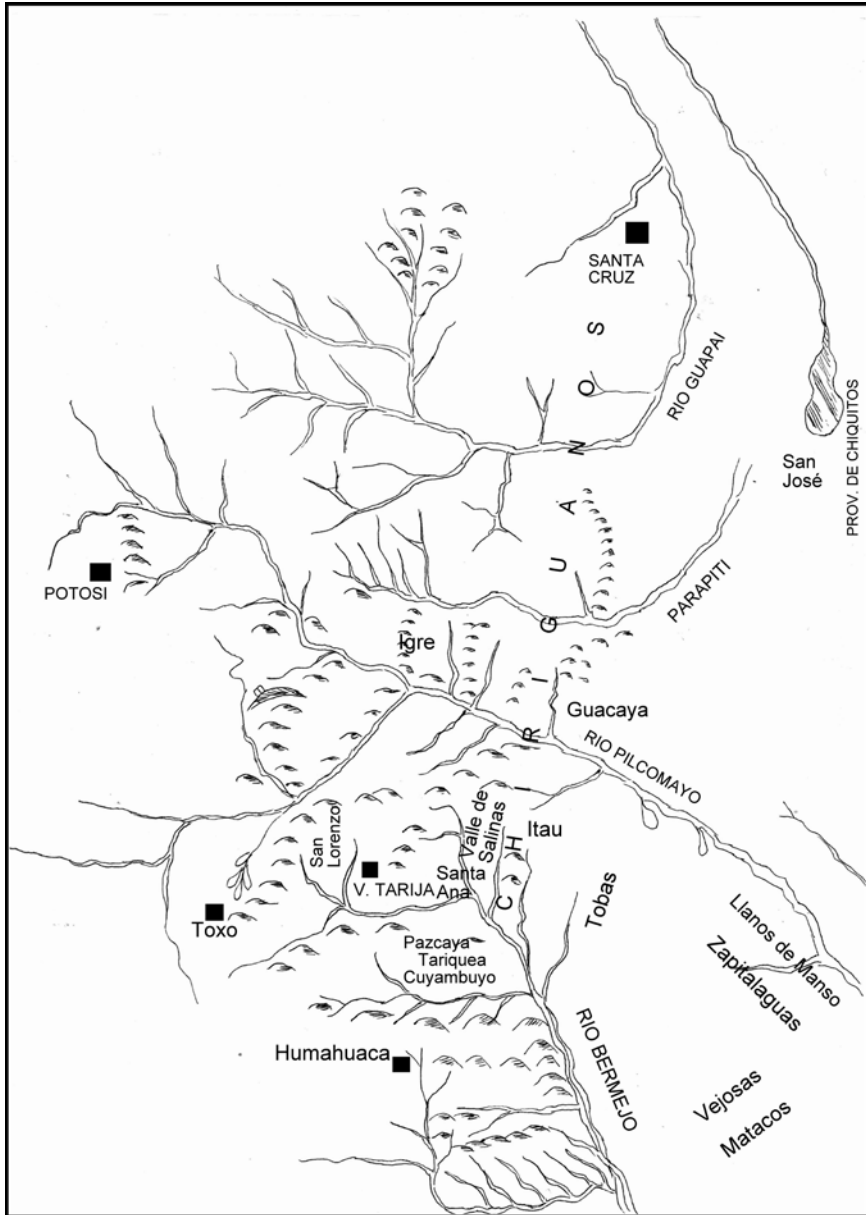 SANTA
CRUZ
RIO GUAPAI
PROV. DE CHIQUITOS
San
José
POTOSI
PARAPITI
Igre
Guacaya
RIO PILCOMAYO
CHIRIGUANOS
San
Lorenzo
Valle de
Salinas
Itau
V. TARIJA
Santa
Ana
Toxo
Tobas
Llanos de Manso
Zapitalaguas
Pazcaya
Tariquea
Cuyambuyo
Humahuaca
RIO BERMEJO
Vejosas
Matacos